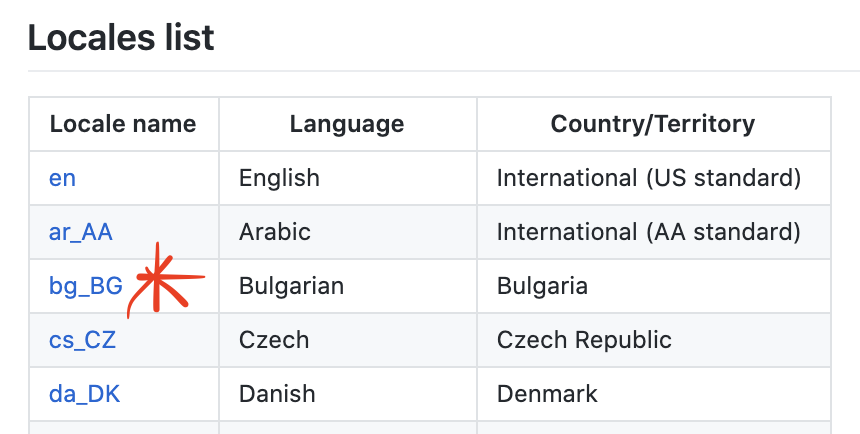 Locales list
Locale name Language Country/Territory
en English International (US standard)
ar_AA Arabic International (AA standard)
bg_BG Bulgarian Bulgaria
cs_CZ Czech Czech Republic
da_DK Danish Denmark